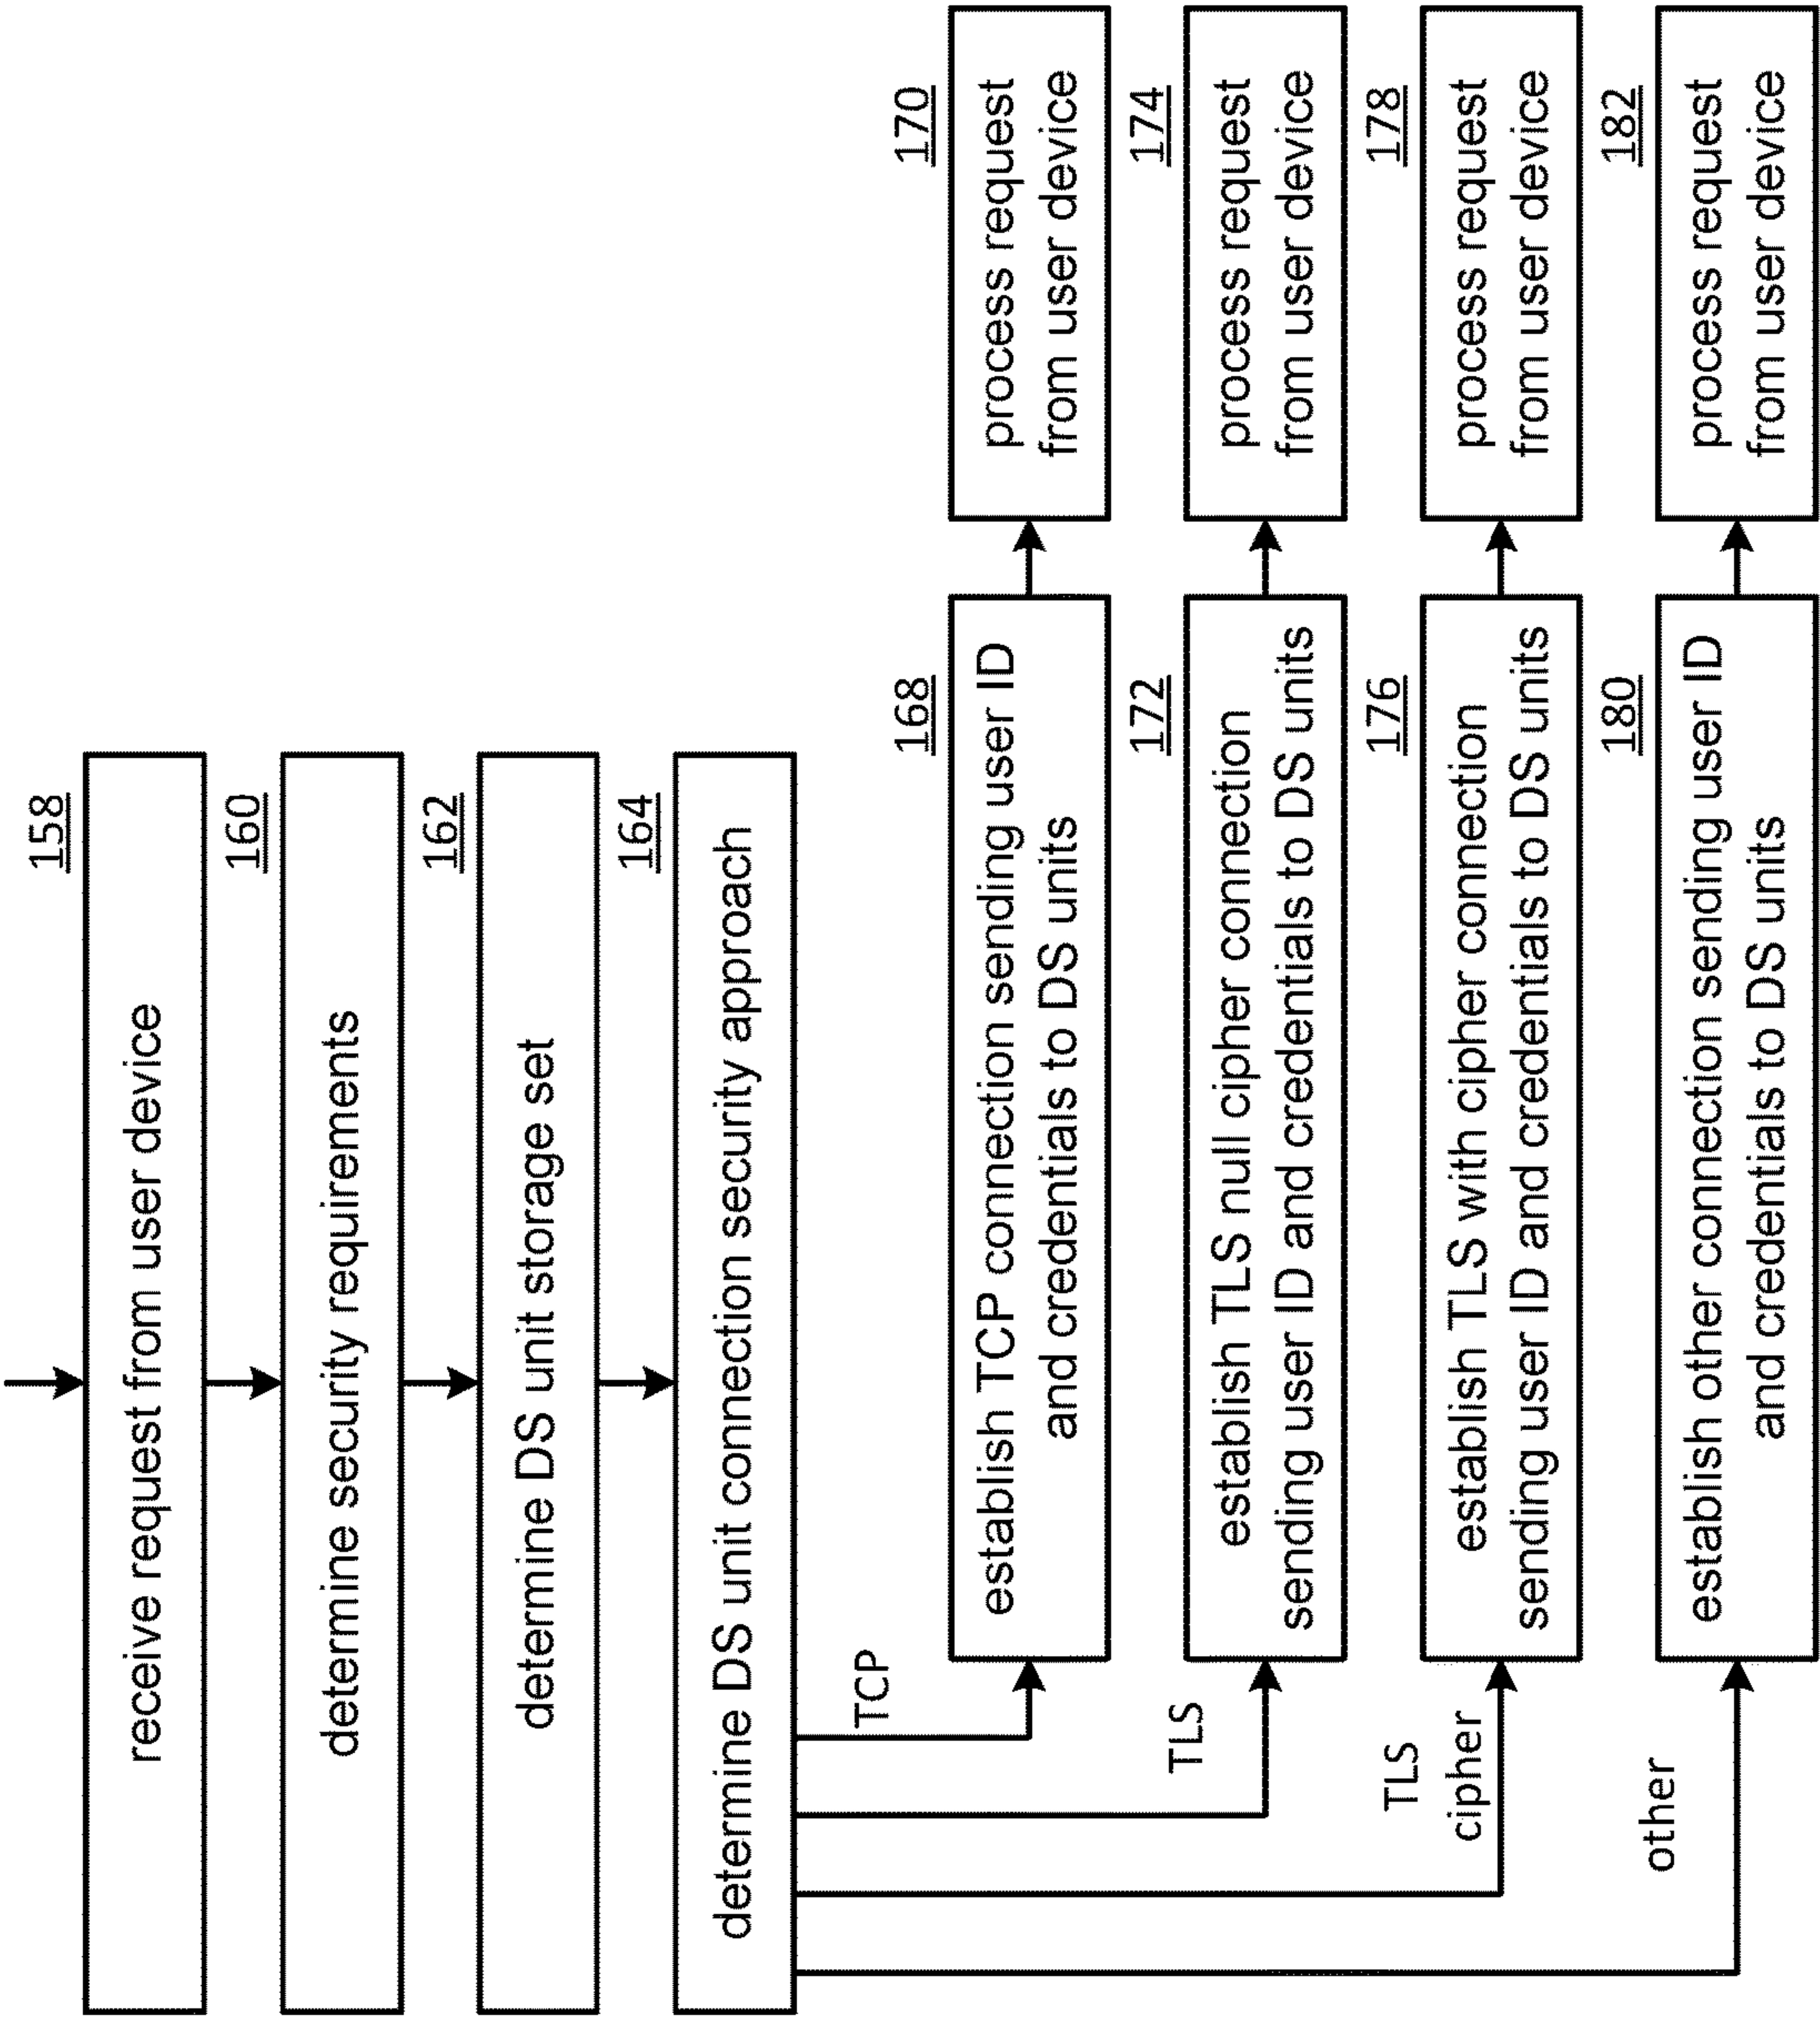 158
receive request from user device
160
determine security requirements
162
determine DS unit storage set
164
determine DS unit connection security approach
TCP
168
establish TCP connection sending user ID
and credentials to DS units
170
process request
from user device
TLS
172
establish TLS null cipher connection
sending user ID and credentials to DS units
174
process request
from user device
TLS
cipher
176
establish TLS with cipher connection
sending user ID and credentials to DS units
178
process request
from user device
other
180
establish other connection sending user ID
and credentials to DS units
182
process request
from user device